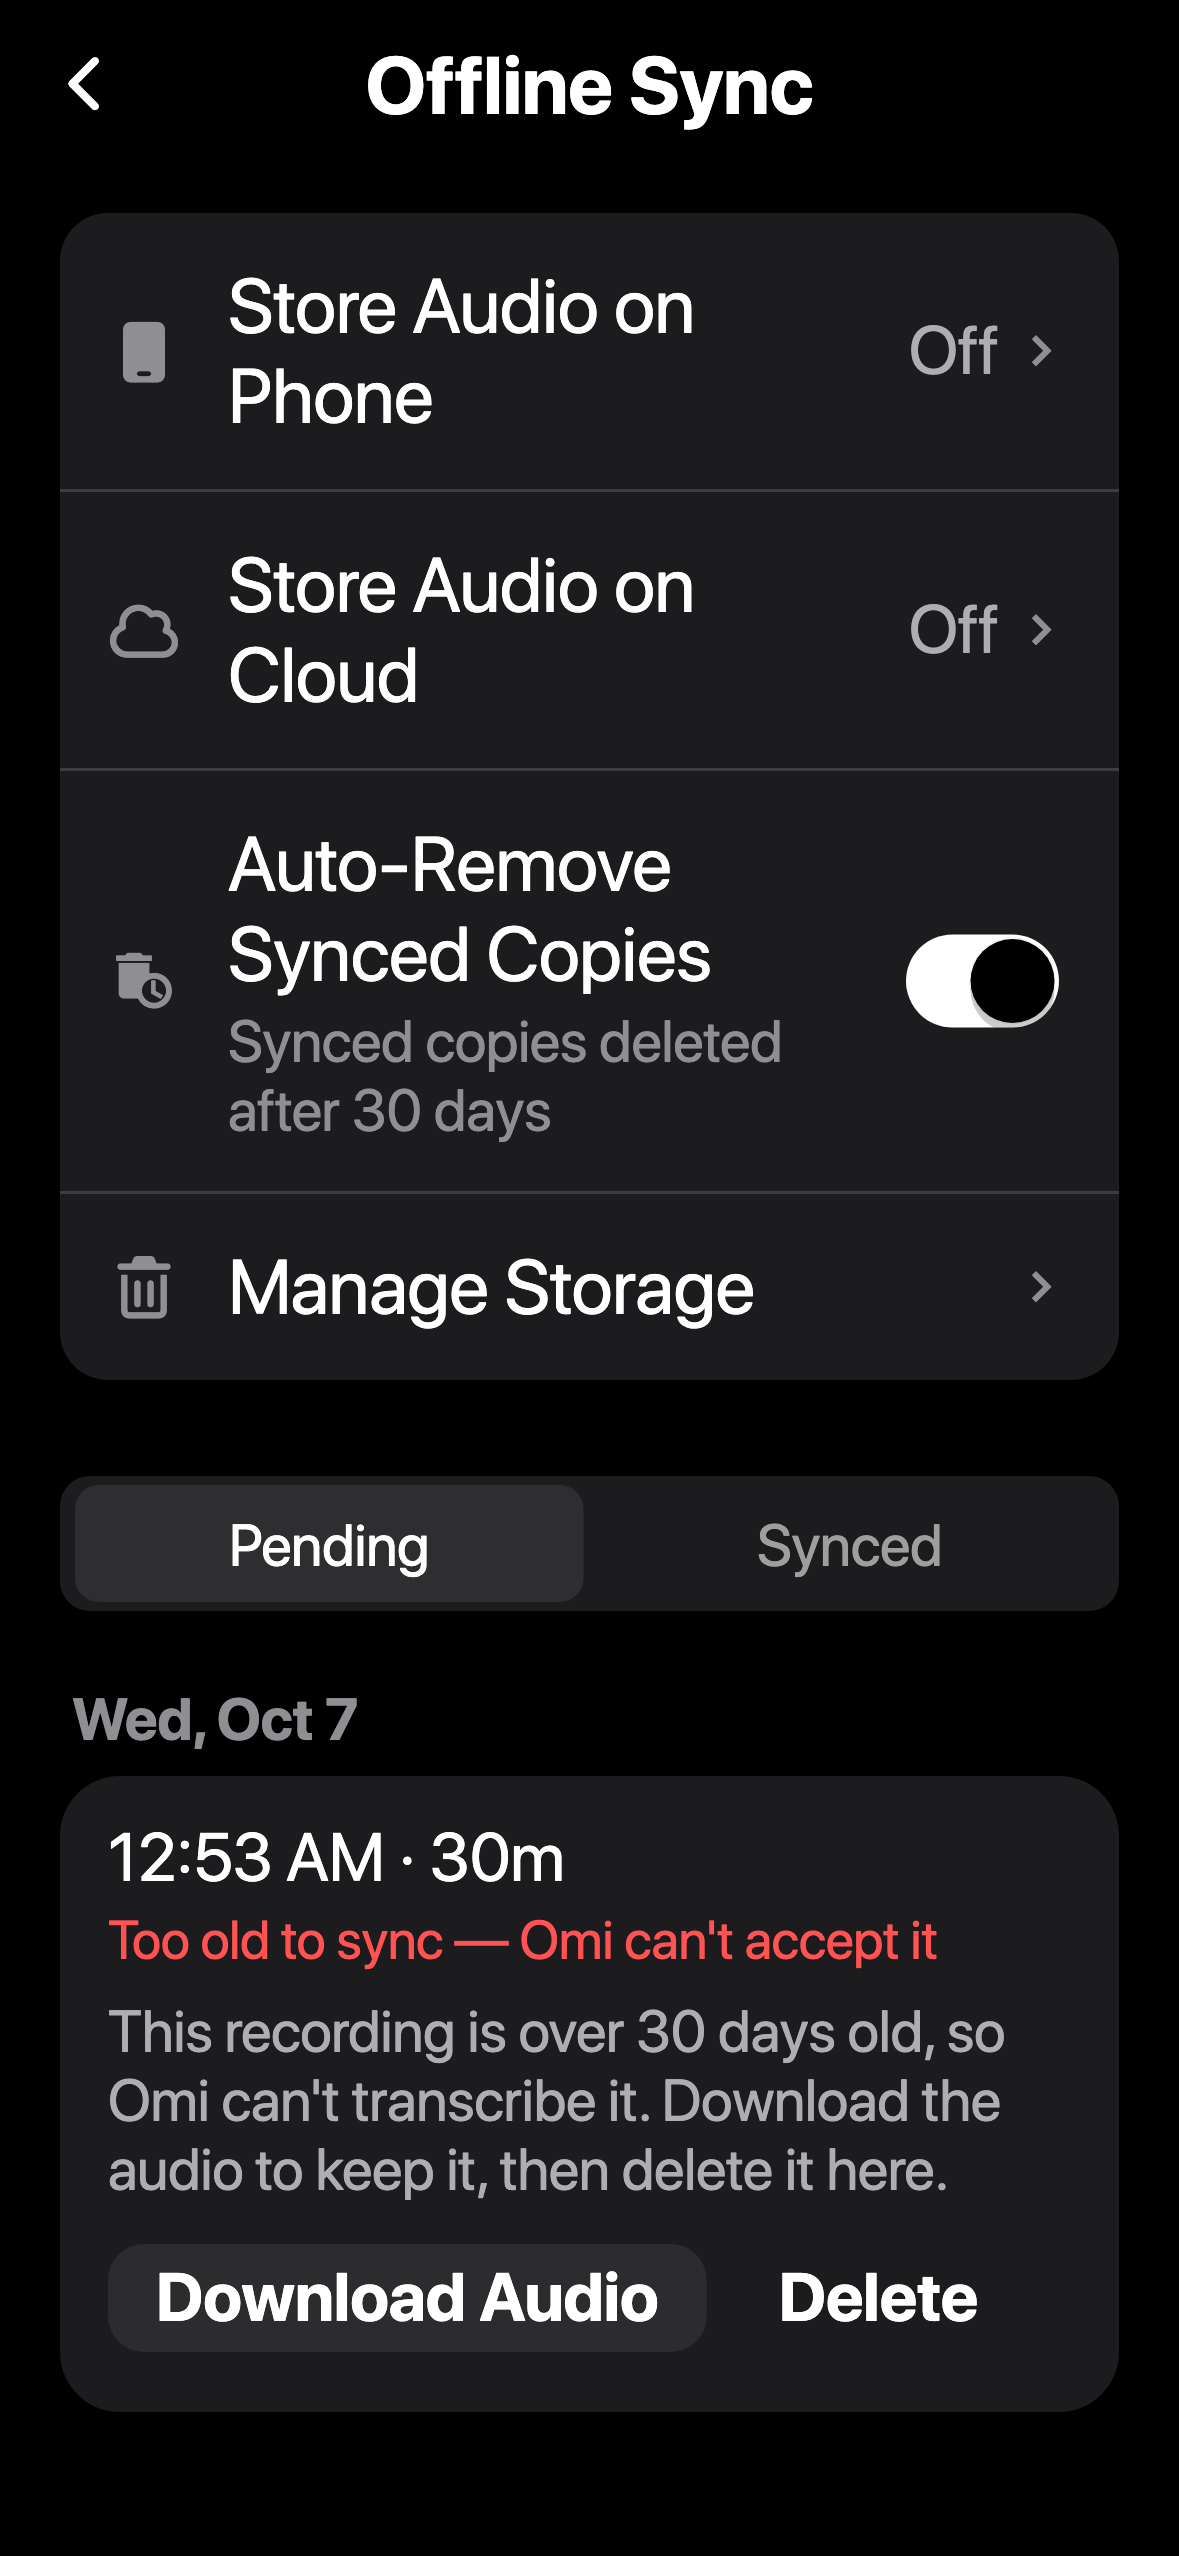 Offline Sync
Store Audio on
Phone
Off
Store Audio on
Cloud
Off
Auto-Remove
Synced Copies
Synced copies deleted
after 30 days
Manage Storage
Pending
Synced
Wed, Oct 7
12:53 AM · 30m
Too old to sync — Omi can't accept it
This recording is over 30 days old, so
Omi can't transcribe it. Download the
audio to keep it, then delete it here.
Download Audio
Delete